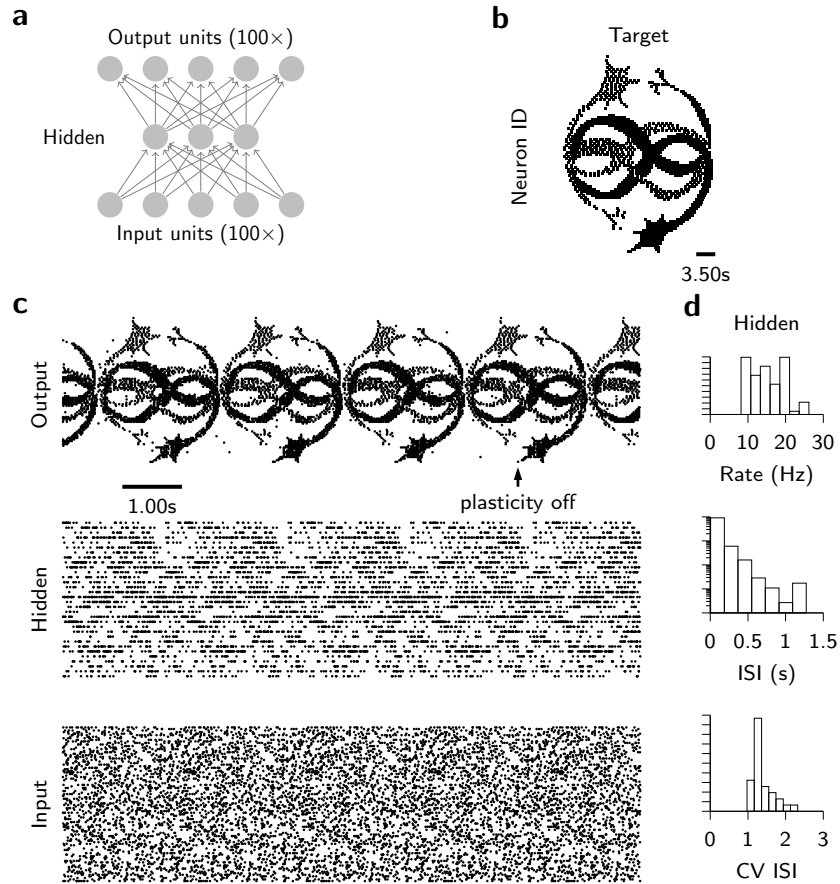 a
Output units (100×)
Hidden
Input units (100×)
b
Target
Neuron ID
3.50s
c
Output
1.00s
plasticity off
Hidden
Input
d
Hidden
0 10 20 30
Rate (Hz)
0 0.5 1 1.5
ISI (s)
0 1 2 3
CV ISI